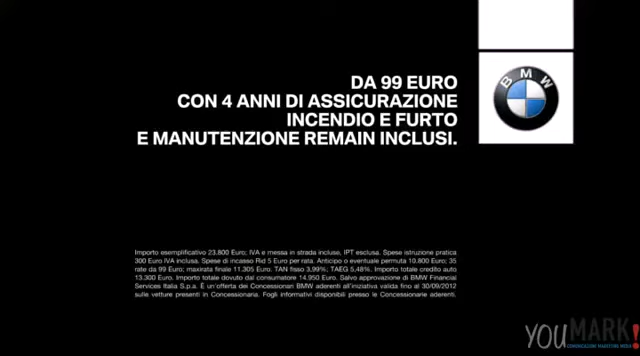 DA 99 EURO
CON 4 ANNI DI ASSICURAZIONE
INCENDIO E FURTO
E MANUTENZIONE REMAIN INCLUSI.
BMW
Importo esemplificativo 23.800 Euro; IVA e messa in strada incluse, IPT esclusa. Spese istruzione pratica
300 Euro IVA inclusa. Spese di incasso Rid 5 Euro per rata. Anticipo o eventuale permuta 10.800 Euro; 35
rate da 99 Euro; maxirata finale 11.305 Euro. TAN fisso 3,99%; TAEG 5,48%. Importo totale credito auto
13.300 Euro. Importo totale dovuto dal consumatore 14.950 Euro. Salvo approvazione di BMW Financial
Services Italia S.p.a. È un'offerta dei Concessionari BMW aderenti all'iniziativa valida fino al 30/09/2012
sulle vetture presenti in Concessionaria. Fogli informativi disponibili presso le Concessionarie aderenti.
YOUMARK!
COMUNICAZIONE MARKETING MEDIA